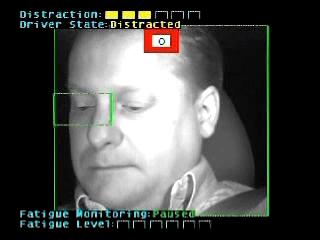 Distraction:
Driver State:Distracted
Fatigue Monitoring:Paused
Fatigue Level: